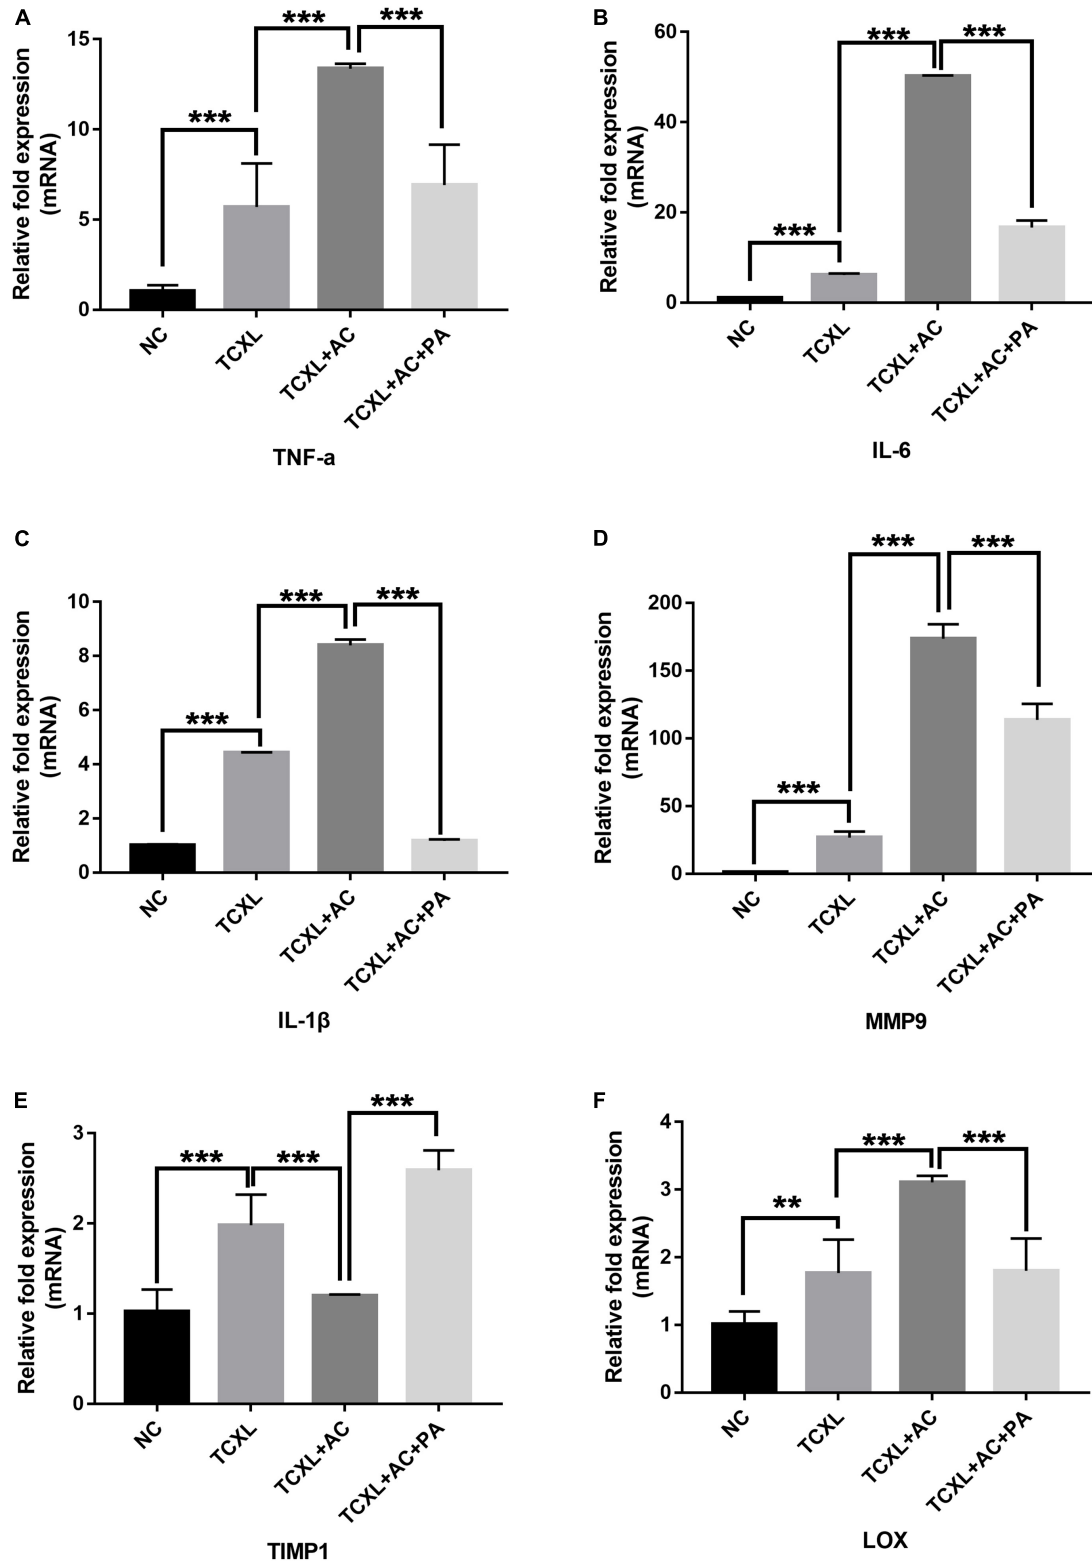 A
Relative fold expression
(mRNA)
15
10
5
0
***
***
***
NC
TCXL
TCXL+AC
TCXL+AC+PA
TNF-a
B
Relative fold expression
(mRNA)
60
40
20
0
***
***
***
NC
TCXL
TCXL+AC
TCXL+AC+PA
IL-6
C
Relative fold expression
(mRNA)
10
8
6
4
2
0
***
***
***
NC
TCXL
TCXL+AC
TCXL+AC+PA
IL-1β
D
Relative fold expression
(mRNA)
200
150
100
50
0
***
***
***
NC
TCXL
TCXL+AC
TCXL+AC+PA
MMP9
E
Relative fold expression
(mRNA)
3
2
1
0
***
***
***
NC
TCXL
TCXL+AC
TCXL+AC+PA
TIMP1
F
Relative fold expression
(mRNA)
4
3
2
1
0
**
***
***
NC
TCXL
TCXL+AC
TCXL+AC+PA
LOX